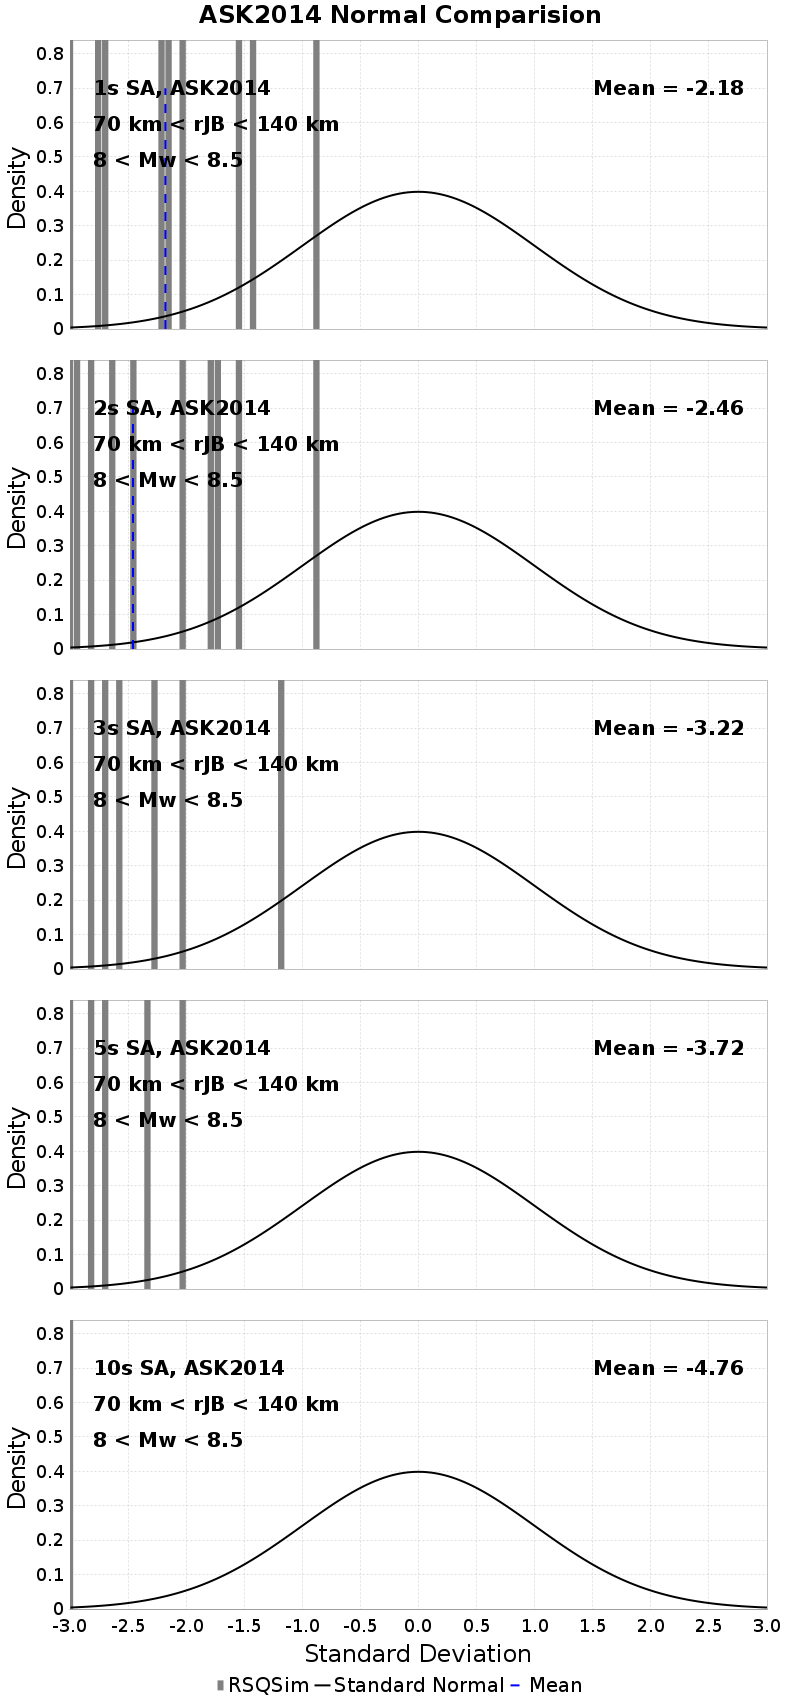 ASK2014 Normal Comparision
0.8
0.7
0.6
0.5
0.4
0.3
0.2
0.1
0
Density
1s SA, ASK2014
70 km < rJB < 140 km
8 < Mw < 8.5
Mean = -2.18
0.8
0.7
0.6
0.5
0.4
0.3
0.2
0.1
0
Density
2s SA, ASK2014
70 km < rJB < 140 km
8 < Mw < 8.5
Mean = -2.46
0.8
0.7
0.6
0.5
0.4
0.3
0.2
0.1
0
Density
3s SA, ASK2014
70 km < rJB < 140 km
8 < Mw < 8.5
Mean = -3.22
0.8
0.7
0.6
0.5
0.4
0.3
0.2
0.1
0
Density
5s SA, ASK2014
70 km < rJB < 140 km
8 < Mw < 8.5
Mean = -3.72
0.8
0.7
0.6
0.5
0.4
0.3
0.2
0.1
0
Density
10s SA, ASK2014
70 km < rJB < 140 km
8 < Mw < 8.5
Mean = -4.76
-3.0 -2.5 -2.0 -1.5 -1.0 -0.5 0.0 0.5 1.0 1.5 2.0 2.5 3.0
Standard Deviation
RSQSim Standard Normal Mean